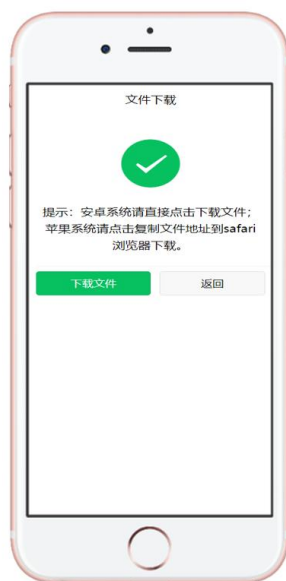 文件下载
提示：安卓系统请直接点击下载文件；
苹果系统请点击复制文件地址到safari
浏览器下载。
下载文件
返回